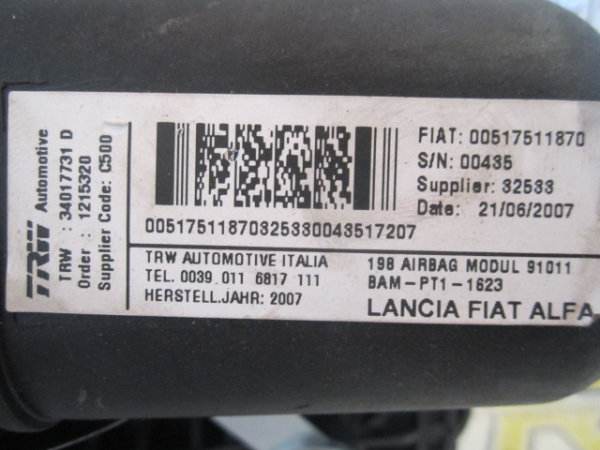 TRW Automotive
TRW : 34017731 D
Order : 1215320
Supplier Code: C500
FIAT: 00517511870
S/N: 00435
Supplier: 32533
Date: 21/06/2007
00517511870325330043517207
TRW AUTOMOTIVE ITALIA
TEL. 0039 011 6817 111
HERSTELL.JAHR: 2007
198 AIRBAG MODUL 91011
BAM-PT1-1623
LANCIA FIAT ALFA